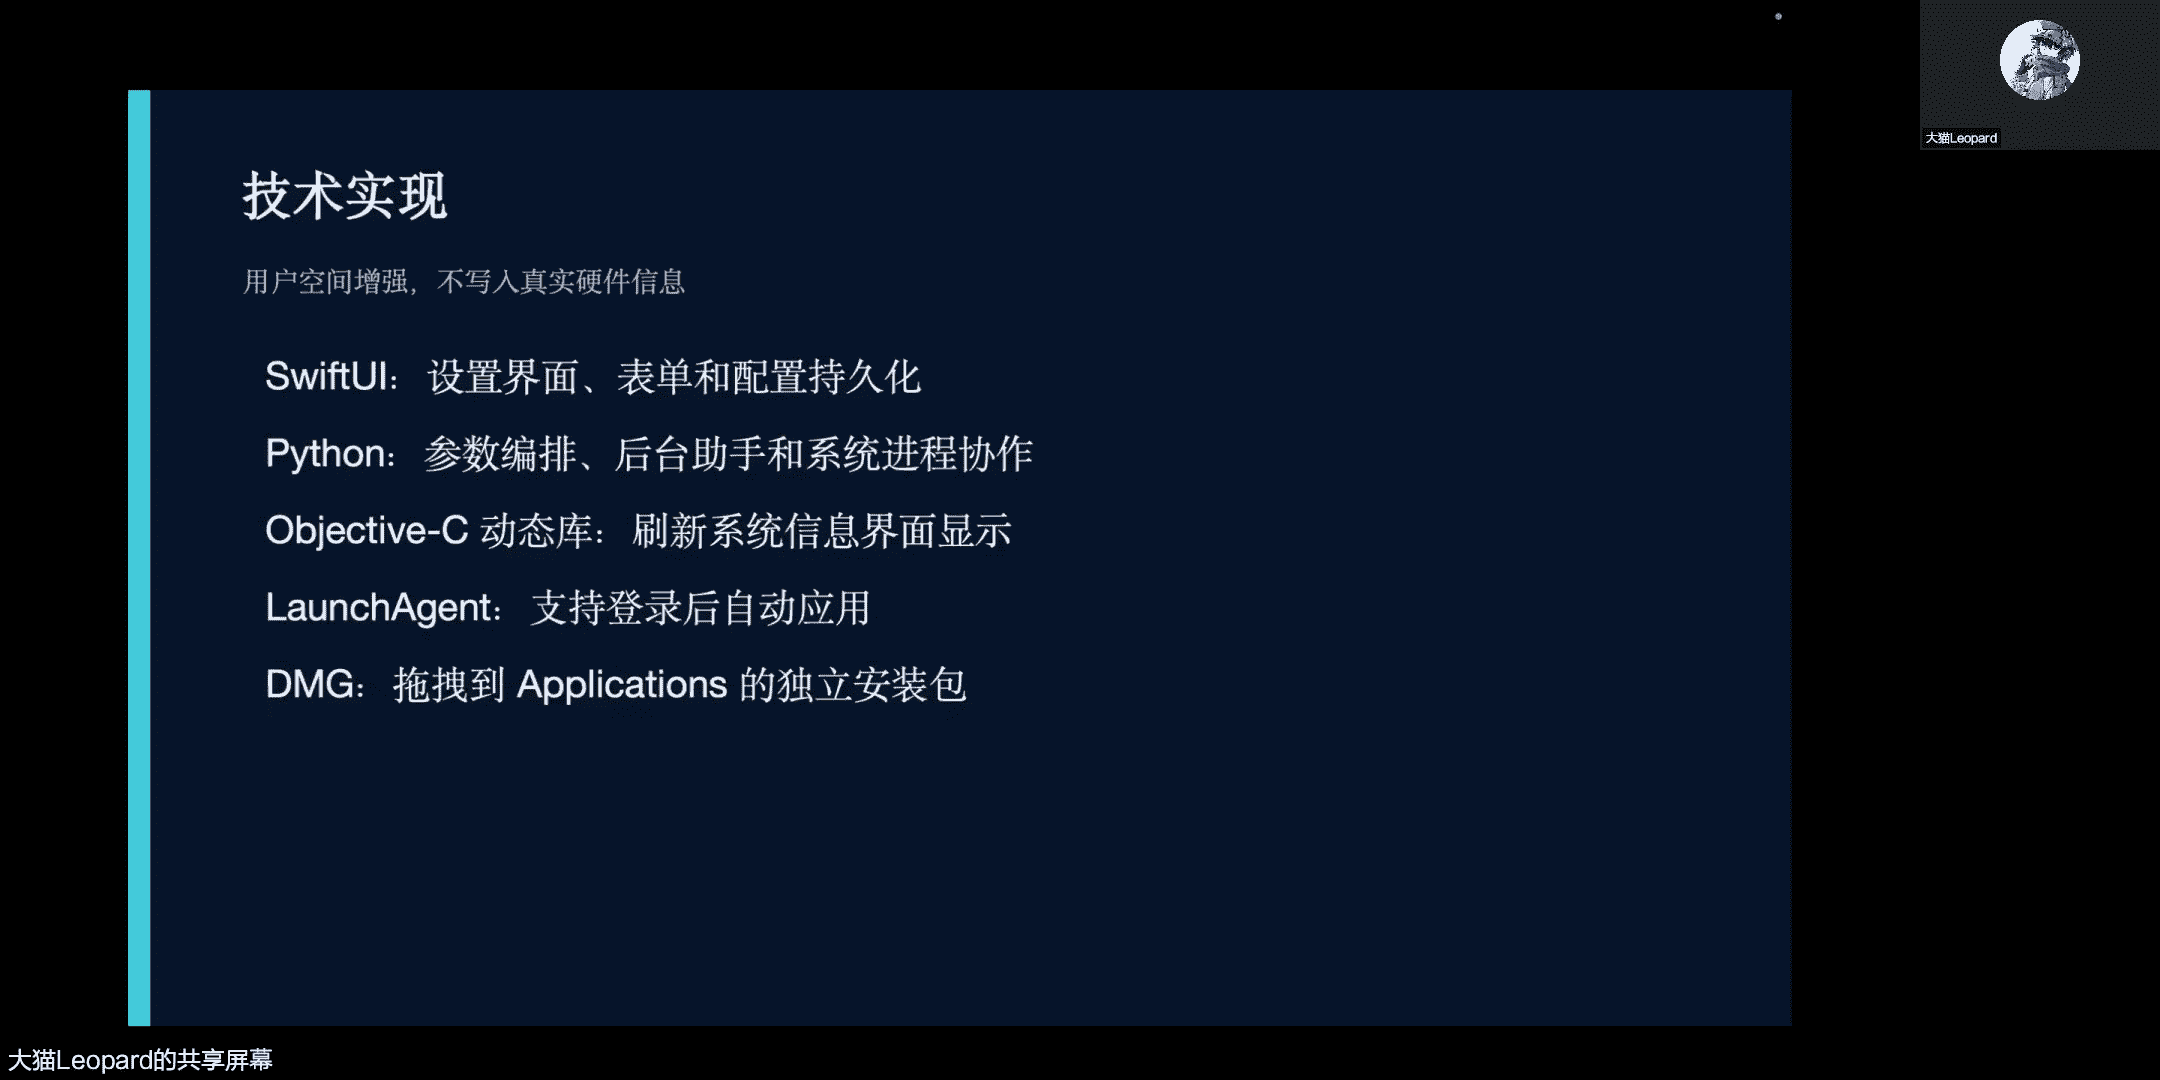 大猫Leopard
技术实现
用户空间增强，不写入真实硬件信息
SwiftUI：设置界面、表单和配置持久化
Python：参数编排、后台助手和系统进程协作
Objective-C 动态库：刷新系统信息界面显示
LaunchAgent：支持登录后自动应用
DMG：拖拽到 Applications 的独立安装包
大猫Leopard的共享屏幕